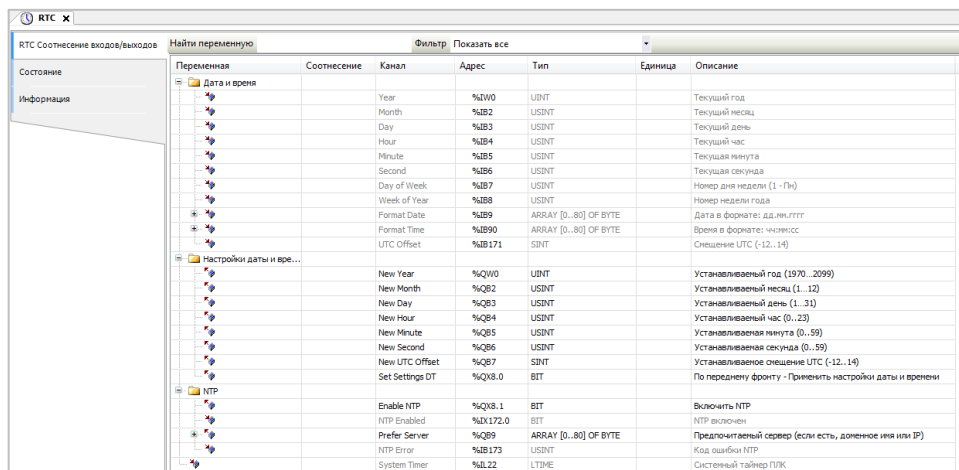 RTC
RTC Соотнесение входов/выходов
Состояние
Информация
Найти переменную Фильтр Показать все
Переменная Соотнесение Канал Адрес Тип Единица Описание
Дата и время
Year %IW0 UINT Текущий год
Month %IB2 USINT Текущий месяц
Day %IB3 USINT Текущий день
Hour %IB4 USINT Текущий час
Minute %IB5 USINT Текущая минута
Second %IB6 USINT Текущая секунда
Day of Week %IB7 USINT Номер дня недели (1 - Пн)
Week of Year %IB8 USINT Номер недели года
Format Date %IB9 ARRAY [0..80] OF BYTE Дата в формате: дд.мм.гггг
Format Time %IB90 ARRAY [0..80] OF BYTE Время в формате: чч:мм:сс
UTC Offset %IB171 SINT Смещение UTC (-12..14)
Настройки даты и вре...
New Year %QW0 UINT Устанавливаемый год (1970...2099)
New Month %QB2 USINT Устанавливаемый месяц (1...12)
New Day %QB3 USINT Устанавливаемый день (1...31)
New Hour %QB4 USINT Устанавливаемый час (0..23)
New Minute %QB5 USINT Устанавливаемая минута (0..59)
New Second %QB6 USINT Устанавливаемая секунда (0..59)
New UTC Offset %QB7 SINT Устанавливаемое смещение UTC (-12..14)
Set Settings DT %QX8.0 BIT По переднему фронту - Применить настройки даты и времени
NTP
Enable NTP %QX8.1 BIT Включить NTP
NTP Enabled %IX172.0 BIT NTP включен
Prefer Server %QB9 ARRAY [0..80] OF BYTE Предпочитаемый сервер (если есть, доменное имя или IP)
NTP Error %IB173 USINT Код ошибки NTP
System Timer %IL22 LTIME Системный таймер ПЛК